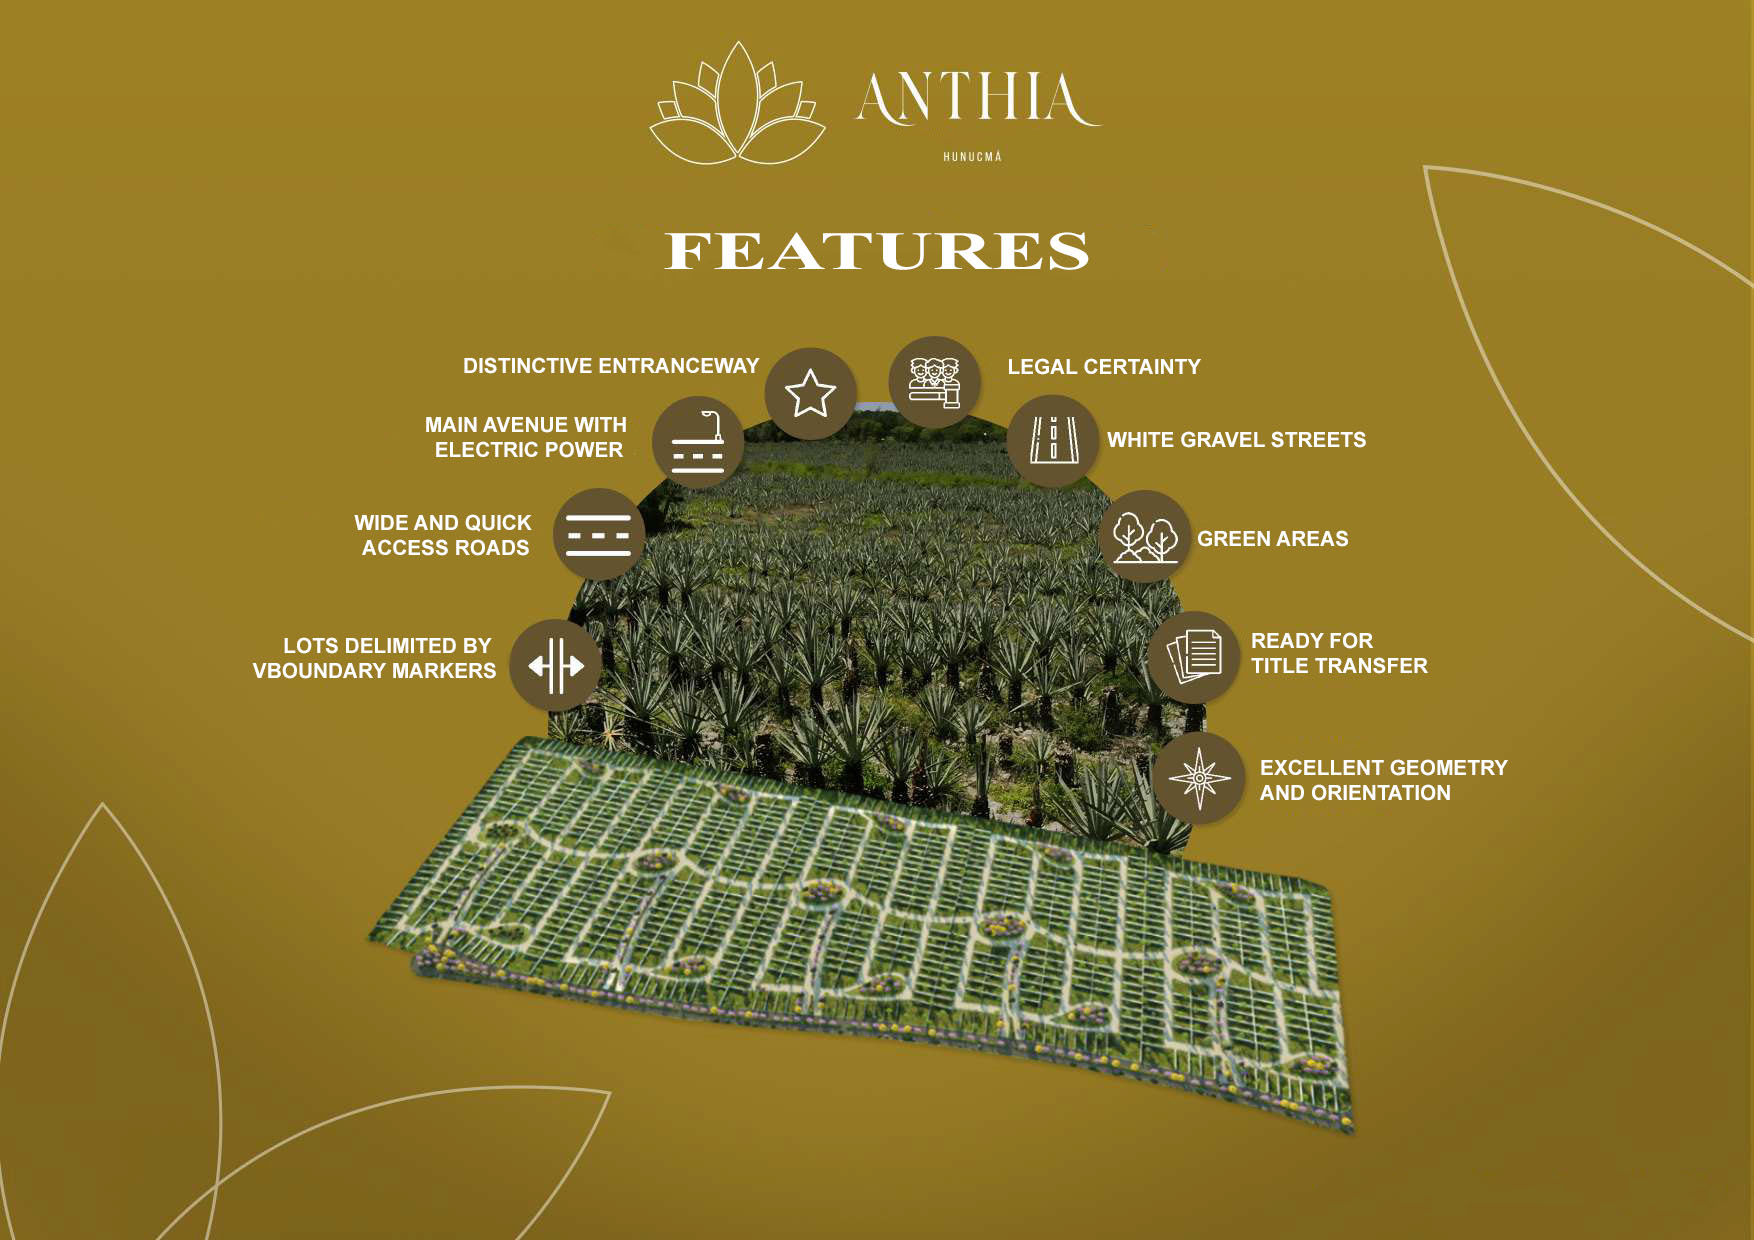 ANTHIA
HUNUCMÁ
FEATURES
DISTINCTIVE ENTRANCEWAY
MAIN AVENUE WITH
ELECTRIC POWER
WIDE AND QUICK
ACCESS ROADS
LOTS DELIMITED BY
VBOUNDARY MARKERS
LEGAL CERTAINTY
WHITE GRAVEL STREETS
GREEN AREAS
READY FOR
TITLE TRANSFER
EXCELLENT GEOMETRY
AND ORIENTATION